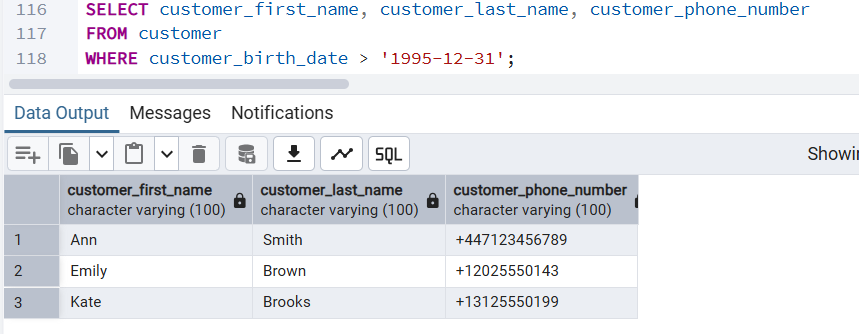 116 SELECT customer_first_name, customer_last_name, customer_phone_number
117 FROM customer
118 WHERE customer_birth_date > '1995-12-31';
Data Output Messages Notifications
SQL Showin
customer_first_name customer_last_name customer_phone_number
character varying (100) character varying (100) character varying (100)
1 Ann Smith +447123456789
2 Emily Brown +12025550143
3 Kate Brooks +13125550199